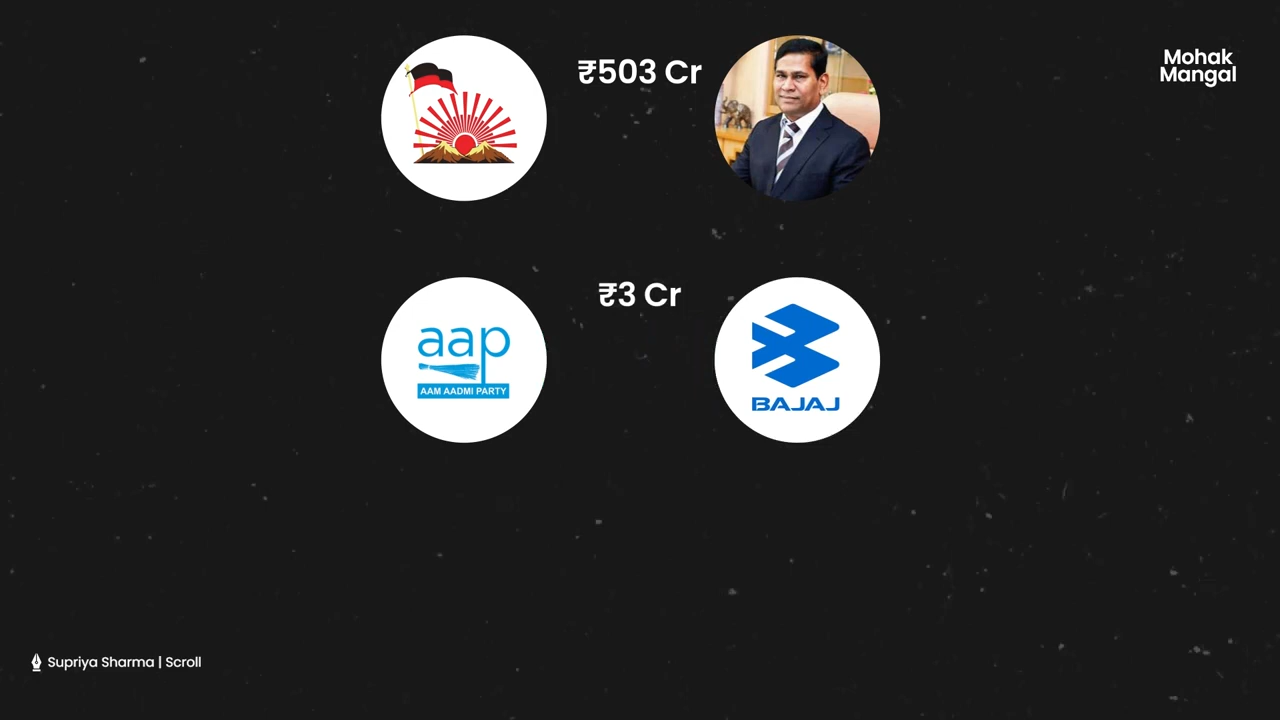 ₹503 Cr
Mohak
Mangal
₹3 Cr
aap
AAM AADMI PARTY
BAJAJ
Supriya Sharma | Scroll